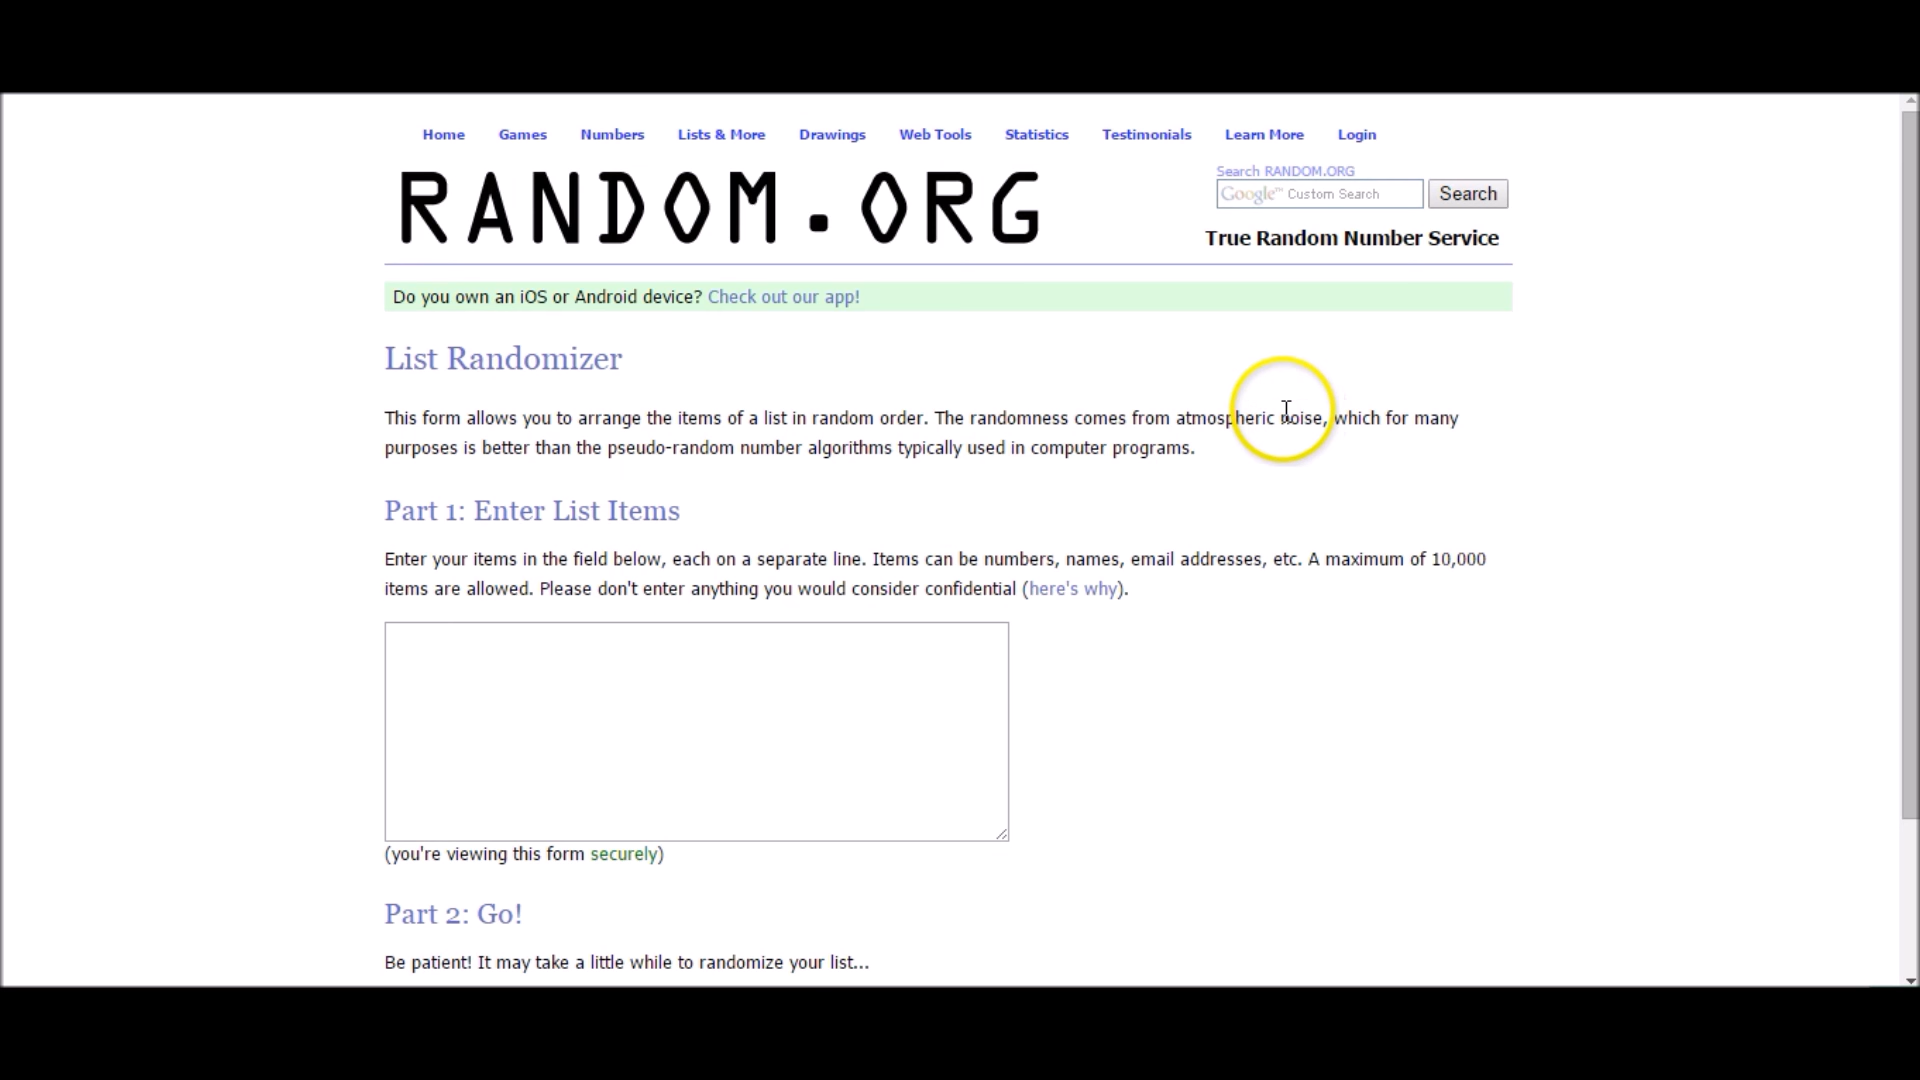 Home Games Numbers Lists & More Drawings Web Tools Statistics Testimonials Learn More Login
RANDOM.ORG
Search RANDOM.ORG
Google™ Custom Search Search
True Random Number Service
Do you own an iOS or Android device? Check out our app!
List Randomizer
This form allows you to arrange the items of a list in random order. The randomness comes from atmospheric noise, which for many
purposes is better than the pseudo-random number algorithms typically used in computer programs.
Part 1: Enter List Items
Enter your items in the field below, each on a separate line. Items can be numbers, names, email addresses, etc. A maximum of 10,000
items are allowed. Please don't enter anything you would consider confidential (here's why).
(you're viewing this form securely)
Part 2: Go!
Be patient! It may take a little while to randomize your list...